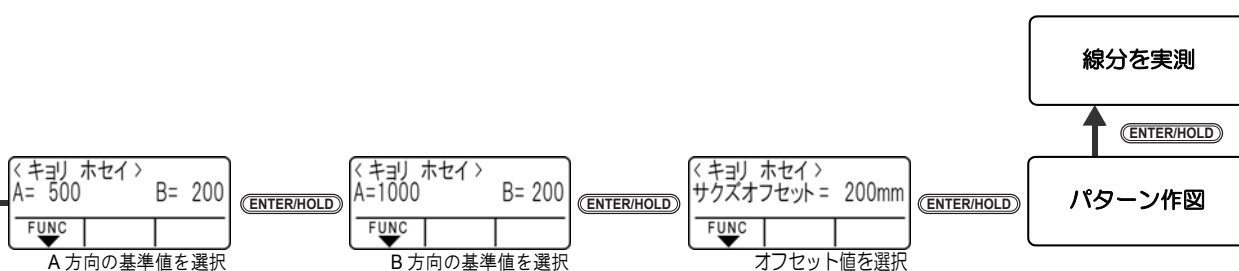 線分を実測
ENTER/HOLD
パターン作図
<キョリ ホセイ>
A= 500 B= 200
FUNC
A 方向の基準値を選択
ENTER/HOLD
<キョリ ホセイ>
A=1000 B= 200
FUNC
B 方向の基準値を選択
ENTER/HOLD
<キョリ ホセイ>
サクズオフセット= 200mm
FUNC
オフセット値を選択
ENTER/HOLD